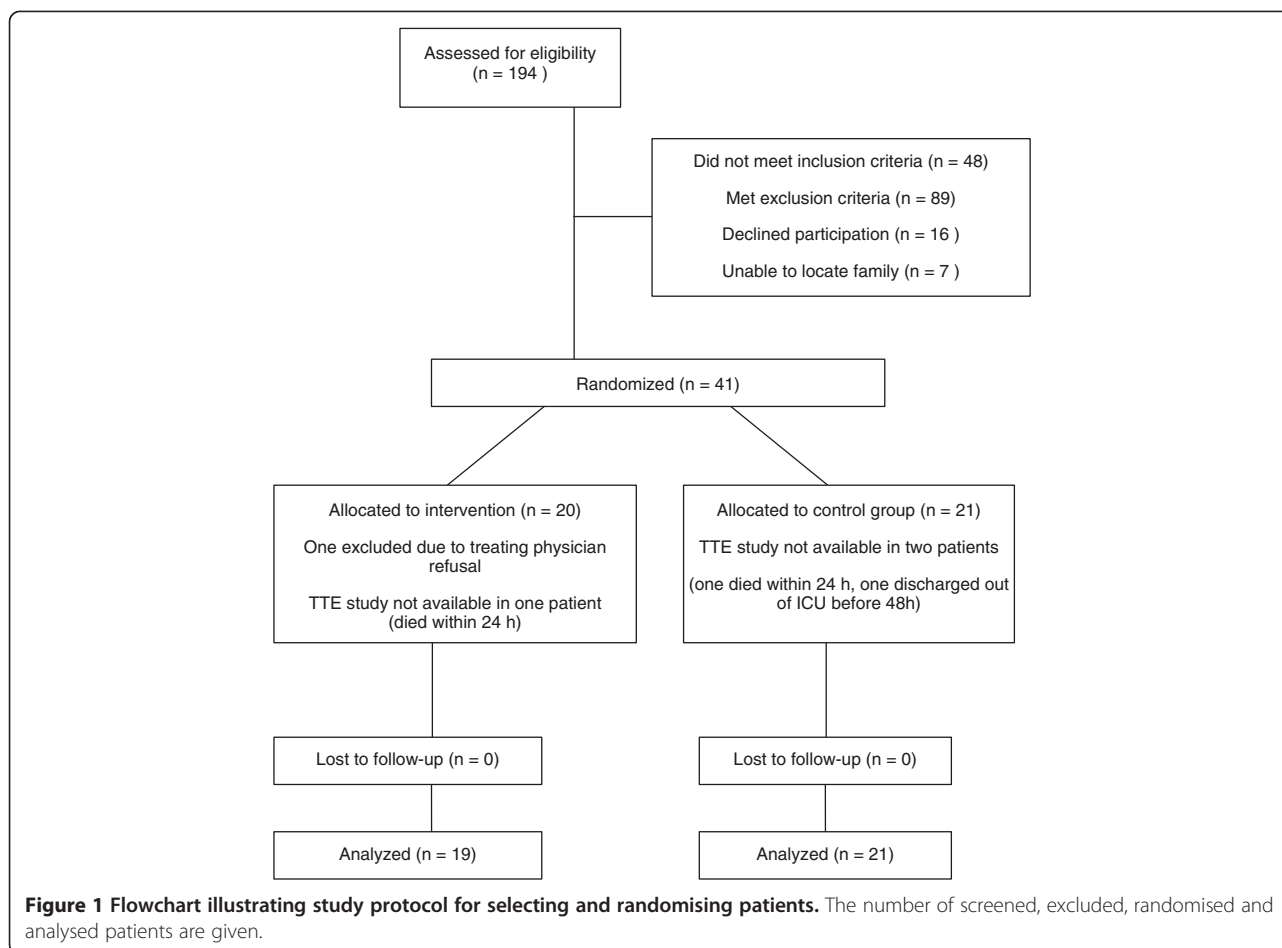 Assessed for eligibility
(n = 194 )
Did not meet inclusion criteria (n = 48)
Met exclusion criteria (n = 89)
Declined participation (n = 16 )
Unable to locate family (n = 7 )
Randomized (n = 41)
Allocated to intervention (n = 20)
One excluded due to treating physician
refusal
TTE study not available in one patient
(died within 24 h)
Allocated to control group (n = 21)
TTE study not available in two patients
(one died within 24 h, one discharged out
of ICU before 48h)
Lost to follow-up (n = 0)
Lost to follow-up (n = 0)
Analyzed (n = 19)
Analyzed (n = 21)
Figure 1 Flowchart illustrating study protocol for selecting and randomising patients. The number of screened, excluded, randomised and
analysed patients are given.